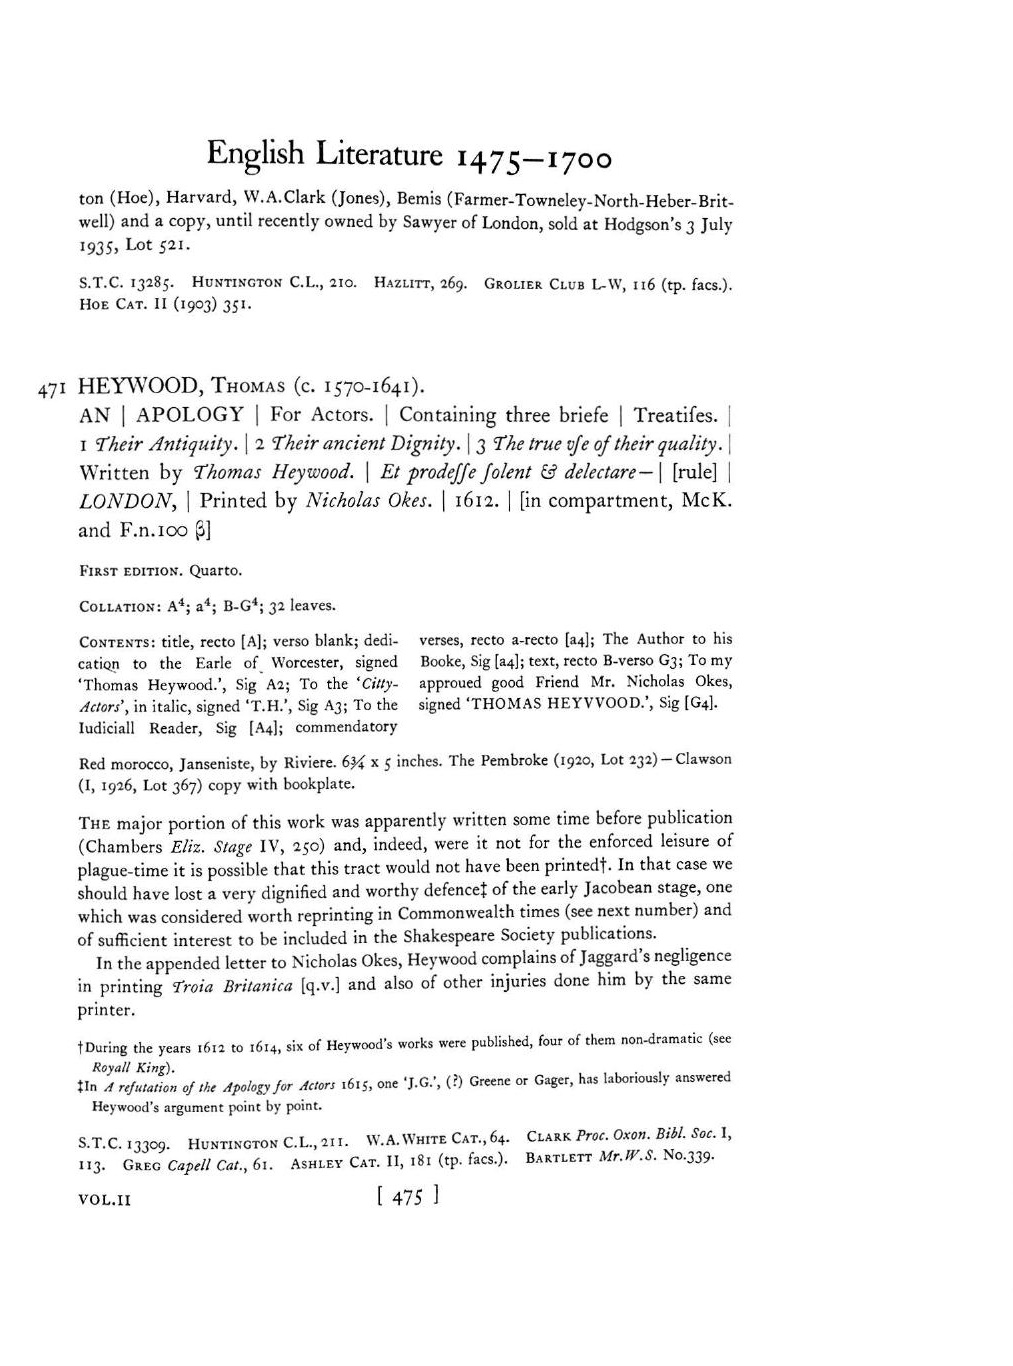 English Literature 1475–1700
ton (Hoe), Harvard, W.A.Clark (Jones), Bemis (Farmer-Towneley-North-Heber-Brit-
well) and a copy, until recently owned by Sawyer of London, sold at Hodgson's 3 July
1935, Lot 521.
S.T.C. 13285. HUNTINGTON C.L., 210. HAZLITT, 269. GROLIER CLUB L-W, 116 (tp. facs.).
HOE CAT. II (1903) 351.
471 HEYWOOD, THOMAS (c. 1570-1641).
AN | APOLOGY | For Actors. | Containing three briefe | Treatiſes. |
1 Their Antiquity. | 2 Their ancient Dignity. | 3 The true vſe of their quality. |
Written by Thomas Heywood. | Et prodeſſe ſolent & delectare— | [rule] |
LONDON, | Printed by Nicholas Okes. | 1612. | [in compartment, McK.
and F.n.100 β]
FIRST EDITION. Quarto.
COLLATION: A⁴; a⁴; B-G⁴; 32 leaves.
CONTENTS: title, recto [A]; verso blank; dedi-
cation to the Earle of Worcester, signed
'Thomas Heywood.', Sig A2; To the 'Citty-
Actors', in italic, signed 'T.H.', Sig A3; To the
Iudiciall Reader, Sig [A4]; commendatory
verses, recto a-recto [a4]; The Author to his
Booke, Sig [a4]; text, recto B-verso G3; To my
approued good Friend Mr. Nicholas Okes,
signed 'THOMAS HEYVVOOD.', Sig [G4].
Red morocco, Janseniste, by Riviere. 6¾ x 5 inches. The Pembroke (1920, Lot 232)—Clawson
(I, 1926, Lot 367) copy with bookplate.
THE major portion of this work was apparently written some time before publication
(Chambers Eliz. Stage IV, 250) and, indeed, were it not for the enforced leisure of
plague-time it is possible that this tract would not have been printed†. In that case we
should have lost a very dignified and worthy defence‡ of the early Jacobean stage, one
which was considered worth reprinting in Commonwealth times (see next number) and
of sufficient interest to be included in the Shakespeare Society publications.
In the appended letter to Nicholas Okes, Heywood complains of Jaggard's negligence
in printing Troia Britanica [q.v.] and also of other injuries done him by the same
printer.
†During the years 1612 to 1614, six of Heywood's works were published, four of them non-dramatic (see
Royall King).
‡In A refutation of the Apology for Actors 1615, one 'J.G.', (?) Greene or Gager, has laboriously answered
Heywood's argument point by point.
S.T.C. 13309. HUNTINGTON C.L., 211. W.A.WHITE CAT., 64. CLARK Proc. Oxon. Bibl. Soc. I,
113. GREG Capell Cat., 61. ASHLEY CAT. II, 181 (tp. facs.). BARTLETT Mr.W.S. No.339.
VOL.II [ 475 ]